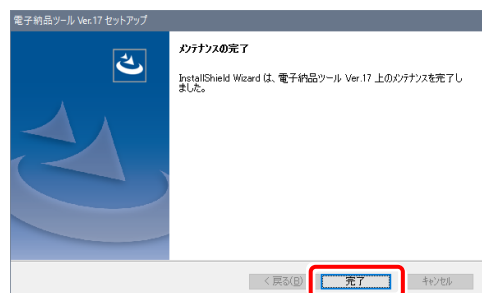 電子納品ツール Ver.17 セットアップ
メンテナンスの完了
InstallShield Wizard は、電子納品ツール Ver.17 上のメンテナンスを完了し
ました。
< 戻る(B) 完了 キャンセル